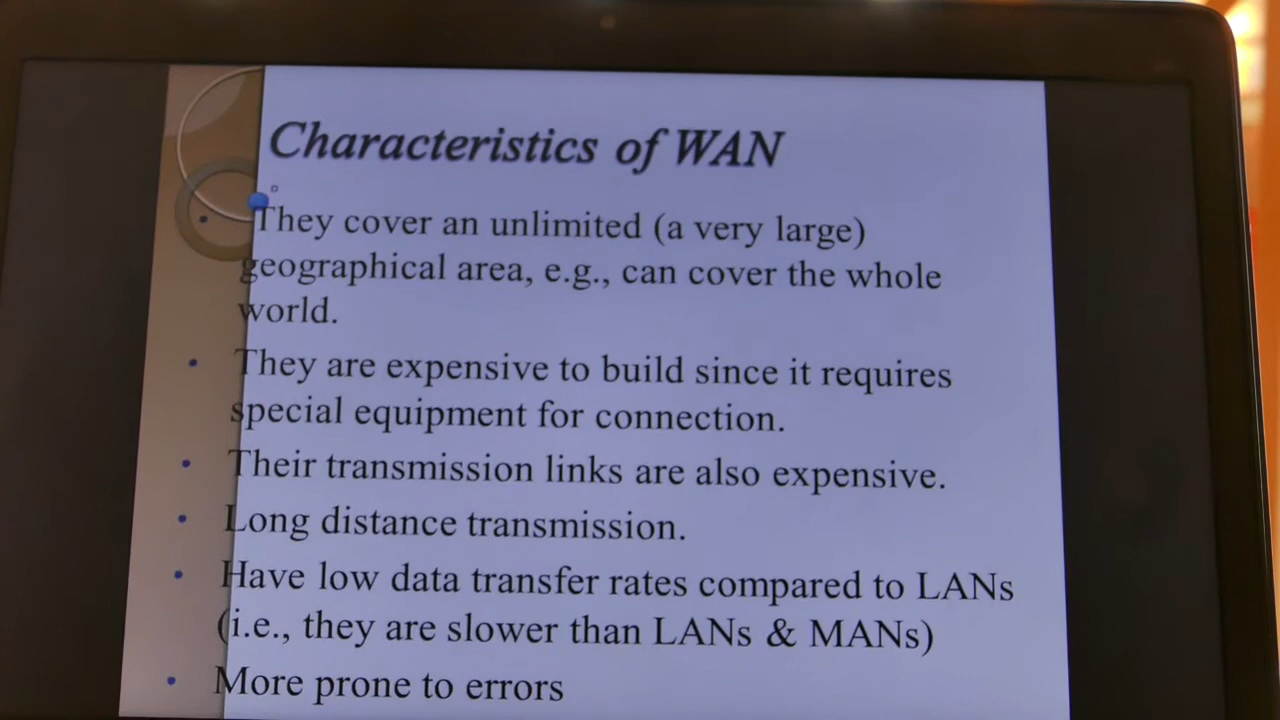 Characteristics of WAN
• They cover an unlimited (a very large)
geographical area, e.g., can cover the whole
world.
• They are expensive to build since it requires
special equipment for connection.
• Their transmission links are also expensive.
• Long distance transmission.
• Have low data transfer rates compared to LANs
(i.e., they are slower than LANs & MANs)
• More prone to errors